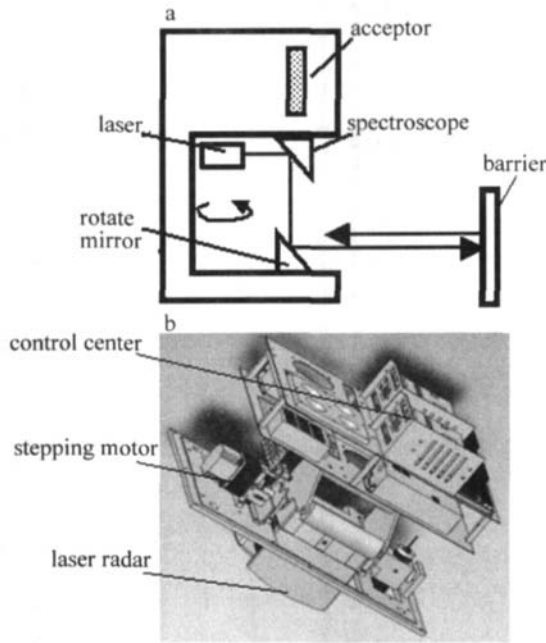 a
acceptor
laser
spectroscope
barrier
rotate
mirror
b
control center
stepping motor
laser radar